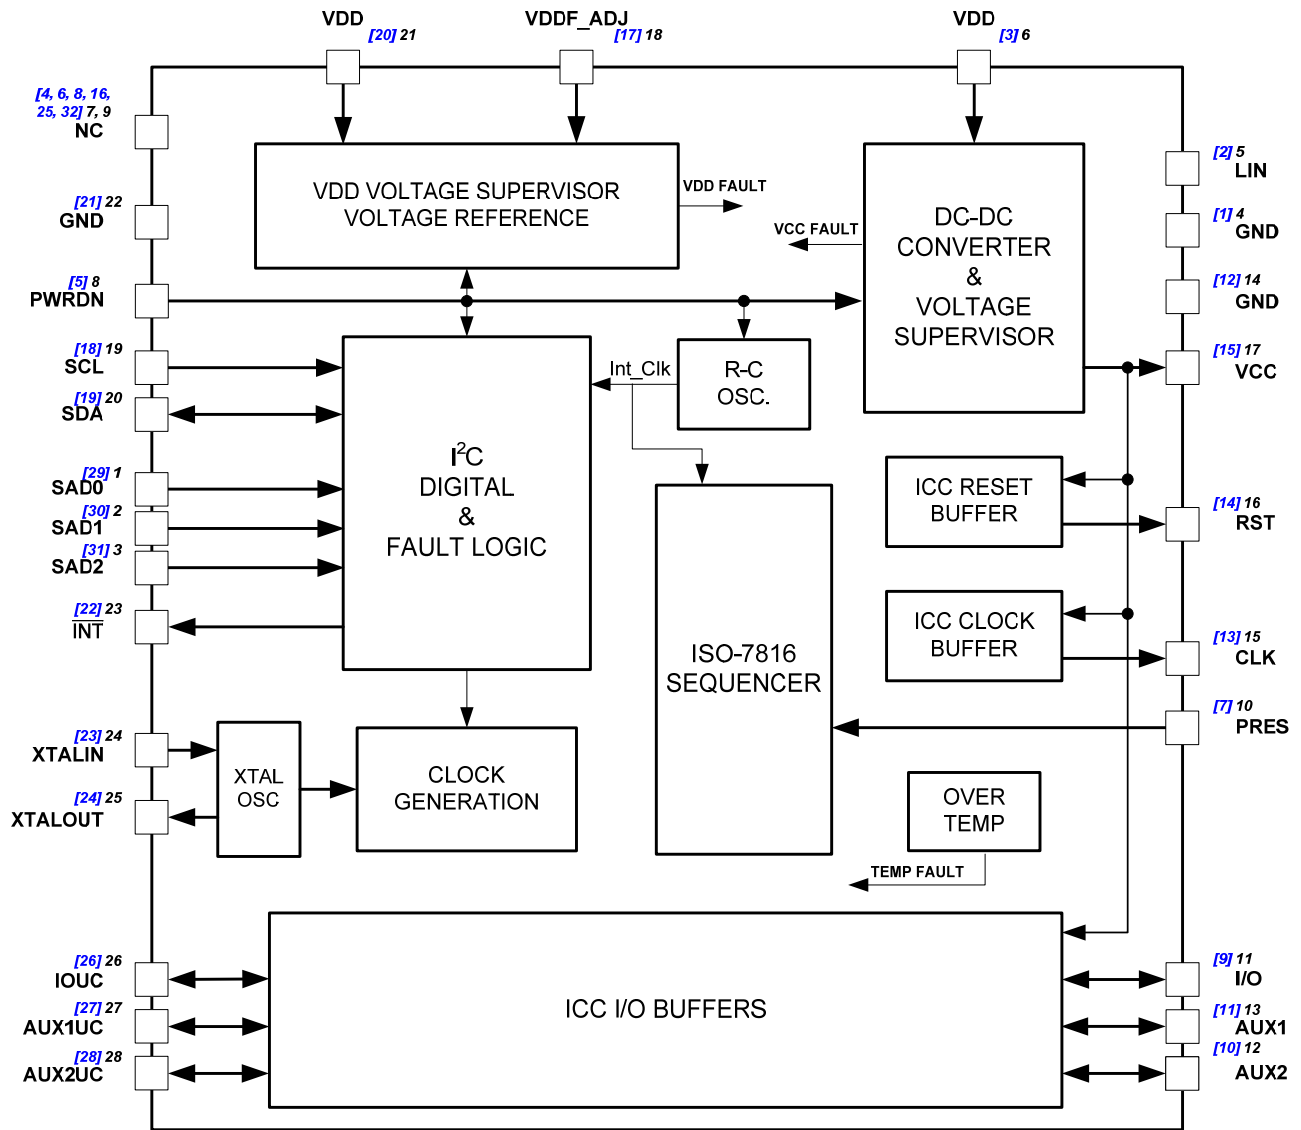 VDD
[20] 21
VDDF_ADJ
[17] 18
VDD
[3] 6
[4, 6, 8, 16,
25, 32] 7, 9
NC
[21] 22
GND
[5] 8
PWRDN
[18] 19
SCL
[19] 20
SDA
[29] 1
SAD0
[30] 2
SAD1
[31] 3
SAD2
[22] 23
INT
[23] 24
XTALIN
[24] 25
XTALOUT
[26] 26
IOUC
[27] 27
AUX1UC
[28] 28
AUX2UC
VDD VOLTAGE SUPERVISOR
VOLTAGE REFERENCE
VDD FAULT
VCC FAULT
DC-DC
CONVERTER
&
VOLTAGE
SUPERVISOR
Int_Clk
R-C
OSC.
I²C
DIGITAL
&
FAULT LOGIC
ISO-7816
SEQUENCER
ICC RESET
BUFFER
ICC CLOCK
BUFFER
XTAL
OSC
CLOCK
GENERATION
OVER
TEMP
TEMP FAULT
ICC I/O BUFFERS
[2] 5
LIN
[1] 4
GND
[12] 14
GND
[15] 17
VCC
[14] 16
RST
[13] 15
CLK
[7] 10
PRES
[9] 11
I/O
[11] 13
AUX1
[10] 12
AUX2